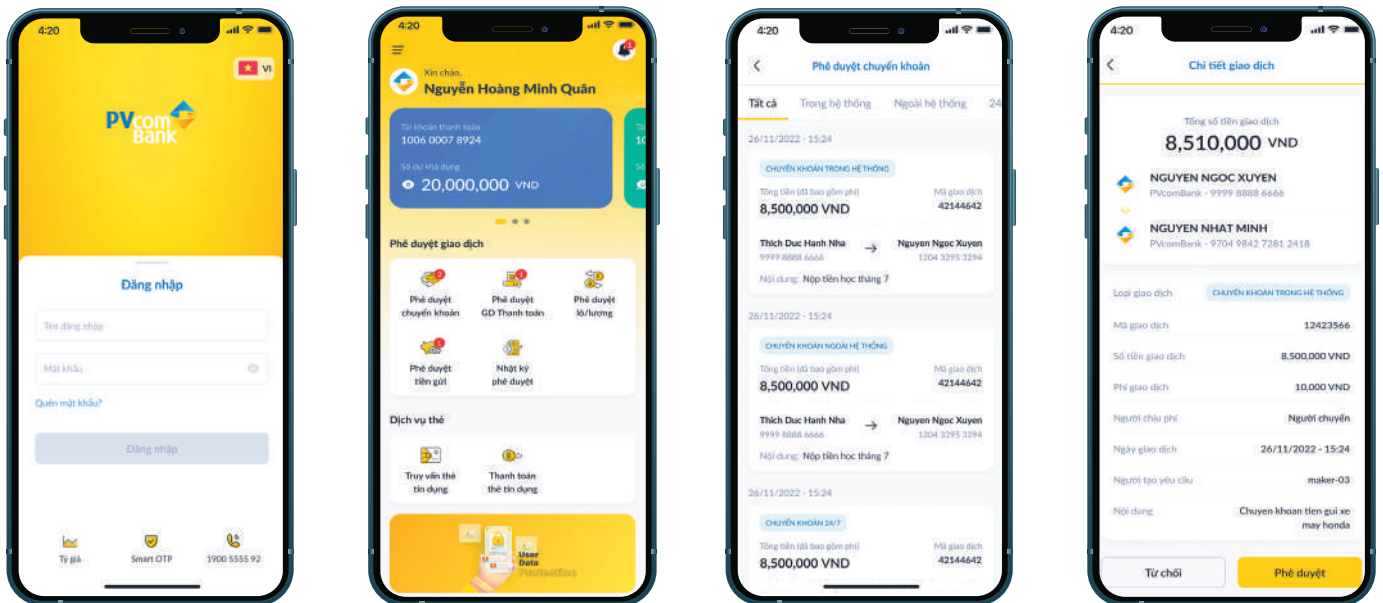 4:20
VI
PVcom
Bank
Đăng nhập
Tên đăng nhập
Mật khẩu
Quên mật khẩu?
Đăng nhập
Tỷ giá
Smart OTP
1900 5555 92
4:20
1
Xin chào,
Nguyễn Hoàng Minh Quân
Tài khoản thanh toán
1006 0007 8924
Số dư khả dụng
20,000,000 VND
Phê duyệt giao dịch
2
Phê duyệt
chuyển khoản
1
Phê duyệt
GD Thanh toán
Phê duyệt
lô/lương
1
Phê duyệt
tiền gửi
Nhật ký
phê duyệt
Dịch vụ thẻ
Truy vấn thẻ
tín dụng
Thanh toán
thẻ tín dụng
User
Data
Protection
4:20
Phê duyệt chuyển khoản
Tất cả
Trong hệ thống
Ngoài hệ thống
24
26/11/2022 - 15:24
CHUYỂN KHOẢN TRONG HỆ THỐNG
Tổng tiền (đã bao gồm phí)
Mã giao dịch
8,500,000 VND
42144642
Thich Duc Hanh Nha
Nguyen Ngoc Xuyen
9999 8888 6666
1204 3295 3294
Nội dung: Nộp tiền học tháng 7
26/11/2022 - 15:24
CHUYỂN KHOẢN NGOÀI HỆ THỐNG
Tổng tiền (đã bao gồm phí)
Mã giao dịch
8,500,000 VND
42144642
Thich Duc Hanh Nha
Nguyen Ngoc Xuyen
9999 8888 6666
1204 3295 3294
Nội dung: Nộp tiền học tháng 7
26/11/2022 - 15:24
CHUYỂN KHOẢN 24/7
Tổng tiền (đã bao gồm phí)
Mã giao dịch
8,500,000 VND
42144642
4:20
Chi tiết giao dịch
Tổng số tiền giao dịch
8,510,000 VND
NGUYEN NGOC XUYEN
PVcomBank - 9999 8888 6666
NGUYEN NHAT MINH
PVcomBank - 9704 9842 7281 2418
Loại giao dịch
CHUYỂN KHOẢN TRONG HỆ THỐNG
Mã giao dịch
12423566
Số tiền giao dịch
8,500,000 VND
Phí giao dịch
10,000 VND
Người chịu phí
Người chuyển
Ngày giao dịch
26/11/2022 - 15:24
Người tạo yêu cầu
maker-03
Nội dung
Chuyen khoan tien gui xe
may honda
Từ chối
Phê duyệt